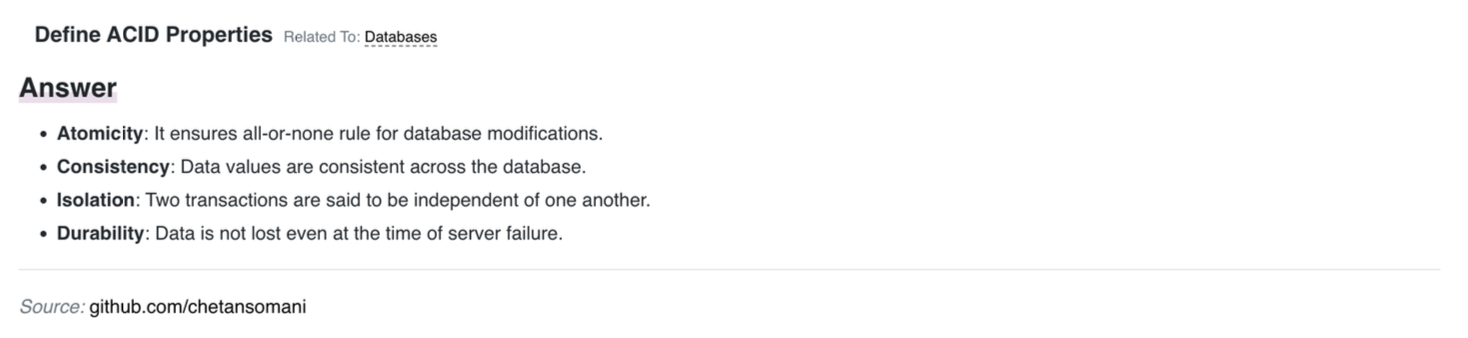 Define ACID Properties Related To: Databases
Answer
• Atomicity: It ensures all-or-none rule for database modifications.
• Consistency: Data values are consistent across the database.
• Isolation: Two transactions are said to be independent of one another.
• Durability: Data is not lost even at the time of server failure.
Source: github.com/chetansomani